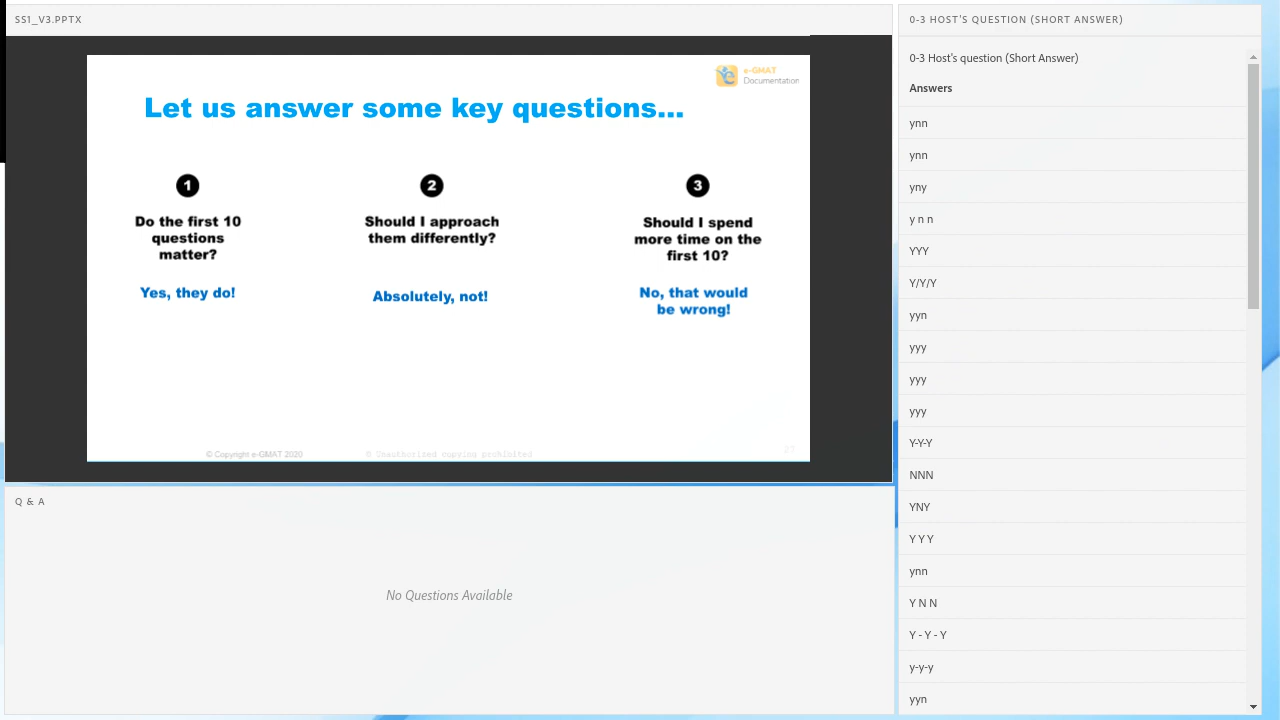 SS1_V3.PPTX
e-GMAT
Documentation
Let us answer some key questions...
1
Do the first 10
questions
matter?
Yes, they do!
2
Should I approach
them differently?
Absolutely, not!
3
Should I spend
more time on the
first 10?
No, that would
be wrong!
© Copyright e-GMAT 2020
© Unauthorized copying prohibited
Q & A
No Questions Available
0-3 HOST'S QUESTION (SHORT ANSWER)
0-3 Host's question (Short Answer)
Answers
ynn
ynn
yny
y n n
YYY
Y/Y/Y
yyn
yyy
yyy
yyy
Y-Y-Y
NNN
YNY
Y Y Y
ynn
Y N N
Y - Y - Y
y-y-y
yyn